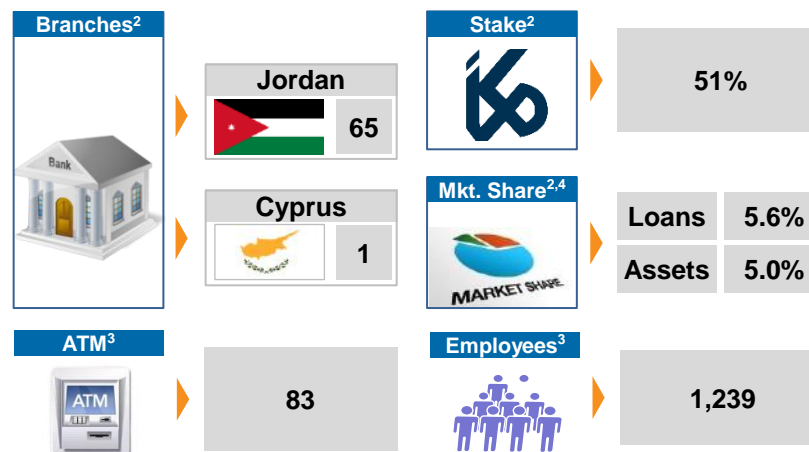 Branches2
Jordan
65
Bank
Cyprus
1
ATM3
ATM
83
Stake2
51%
Mkt. Share2,4
MARKET SHARE
Loans 5.6%
Assets 5.0%
Employees3
1,239